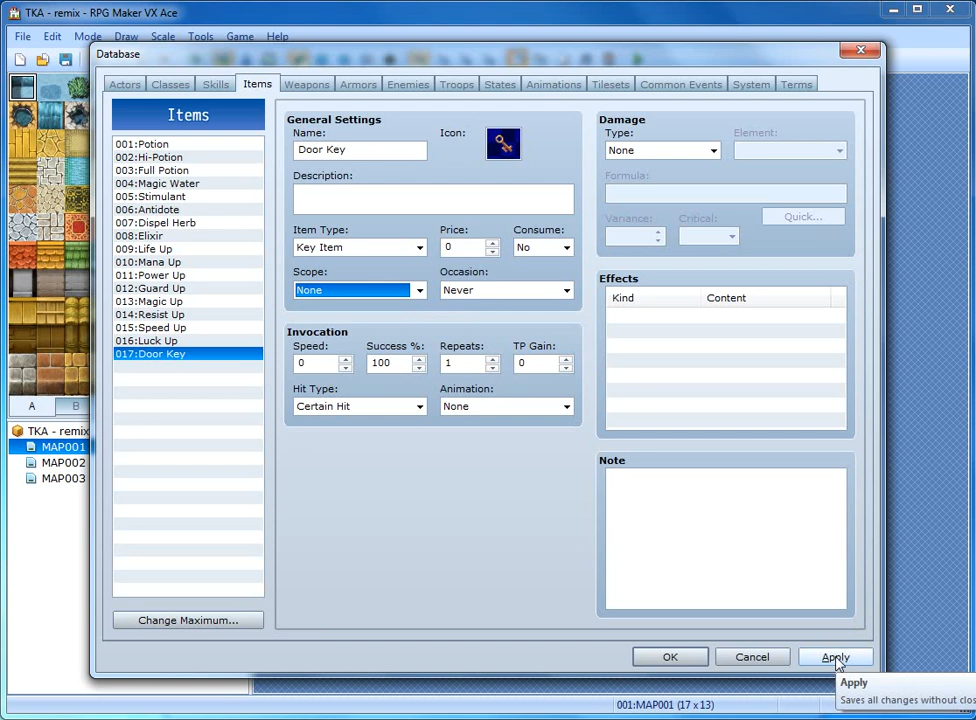 TKA - remix - RPG Maker VX Ace
File Edit Mode Draw Scale Tools Game Help
Database
Actors Classes Skills Items Weapons Armors Enemies Troops States Animations Tilesets Common Events System Terms
Items
001:Potion
002:Hi-Potion
003:Full Potion
004:Magic Water
005:Stimulant
006:Antidote
007:Dispel Herb
008:Elixir
009:Life Up
010:Mana Up
011:Power Up
012:Guard Up
013:Magic Up
014:Resist Up
015:Speed Up
016:Luck Up
017:Door Key
Change Maximum...
General Settings
Name: Icon:
Door Key
Description:
Item Type: Price: Consume:
Key Item 0 No
Scope: Occasion:
None Never
Invocation
Speed: Success %: Repeats: TP Gain:
0 100 1 0
Hit Type: Animation:
Certain Hit None
Damage
Type: Element:
None
Formula:
Variance: Critical:
Quick...
Effects
Kind Content
Note
A B
TKA - remix
MAP001
MAP002
MAP003
OK Cancel Apply
Apply
Saves all changes without clos
001:MAP001 (17 x 13)